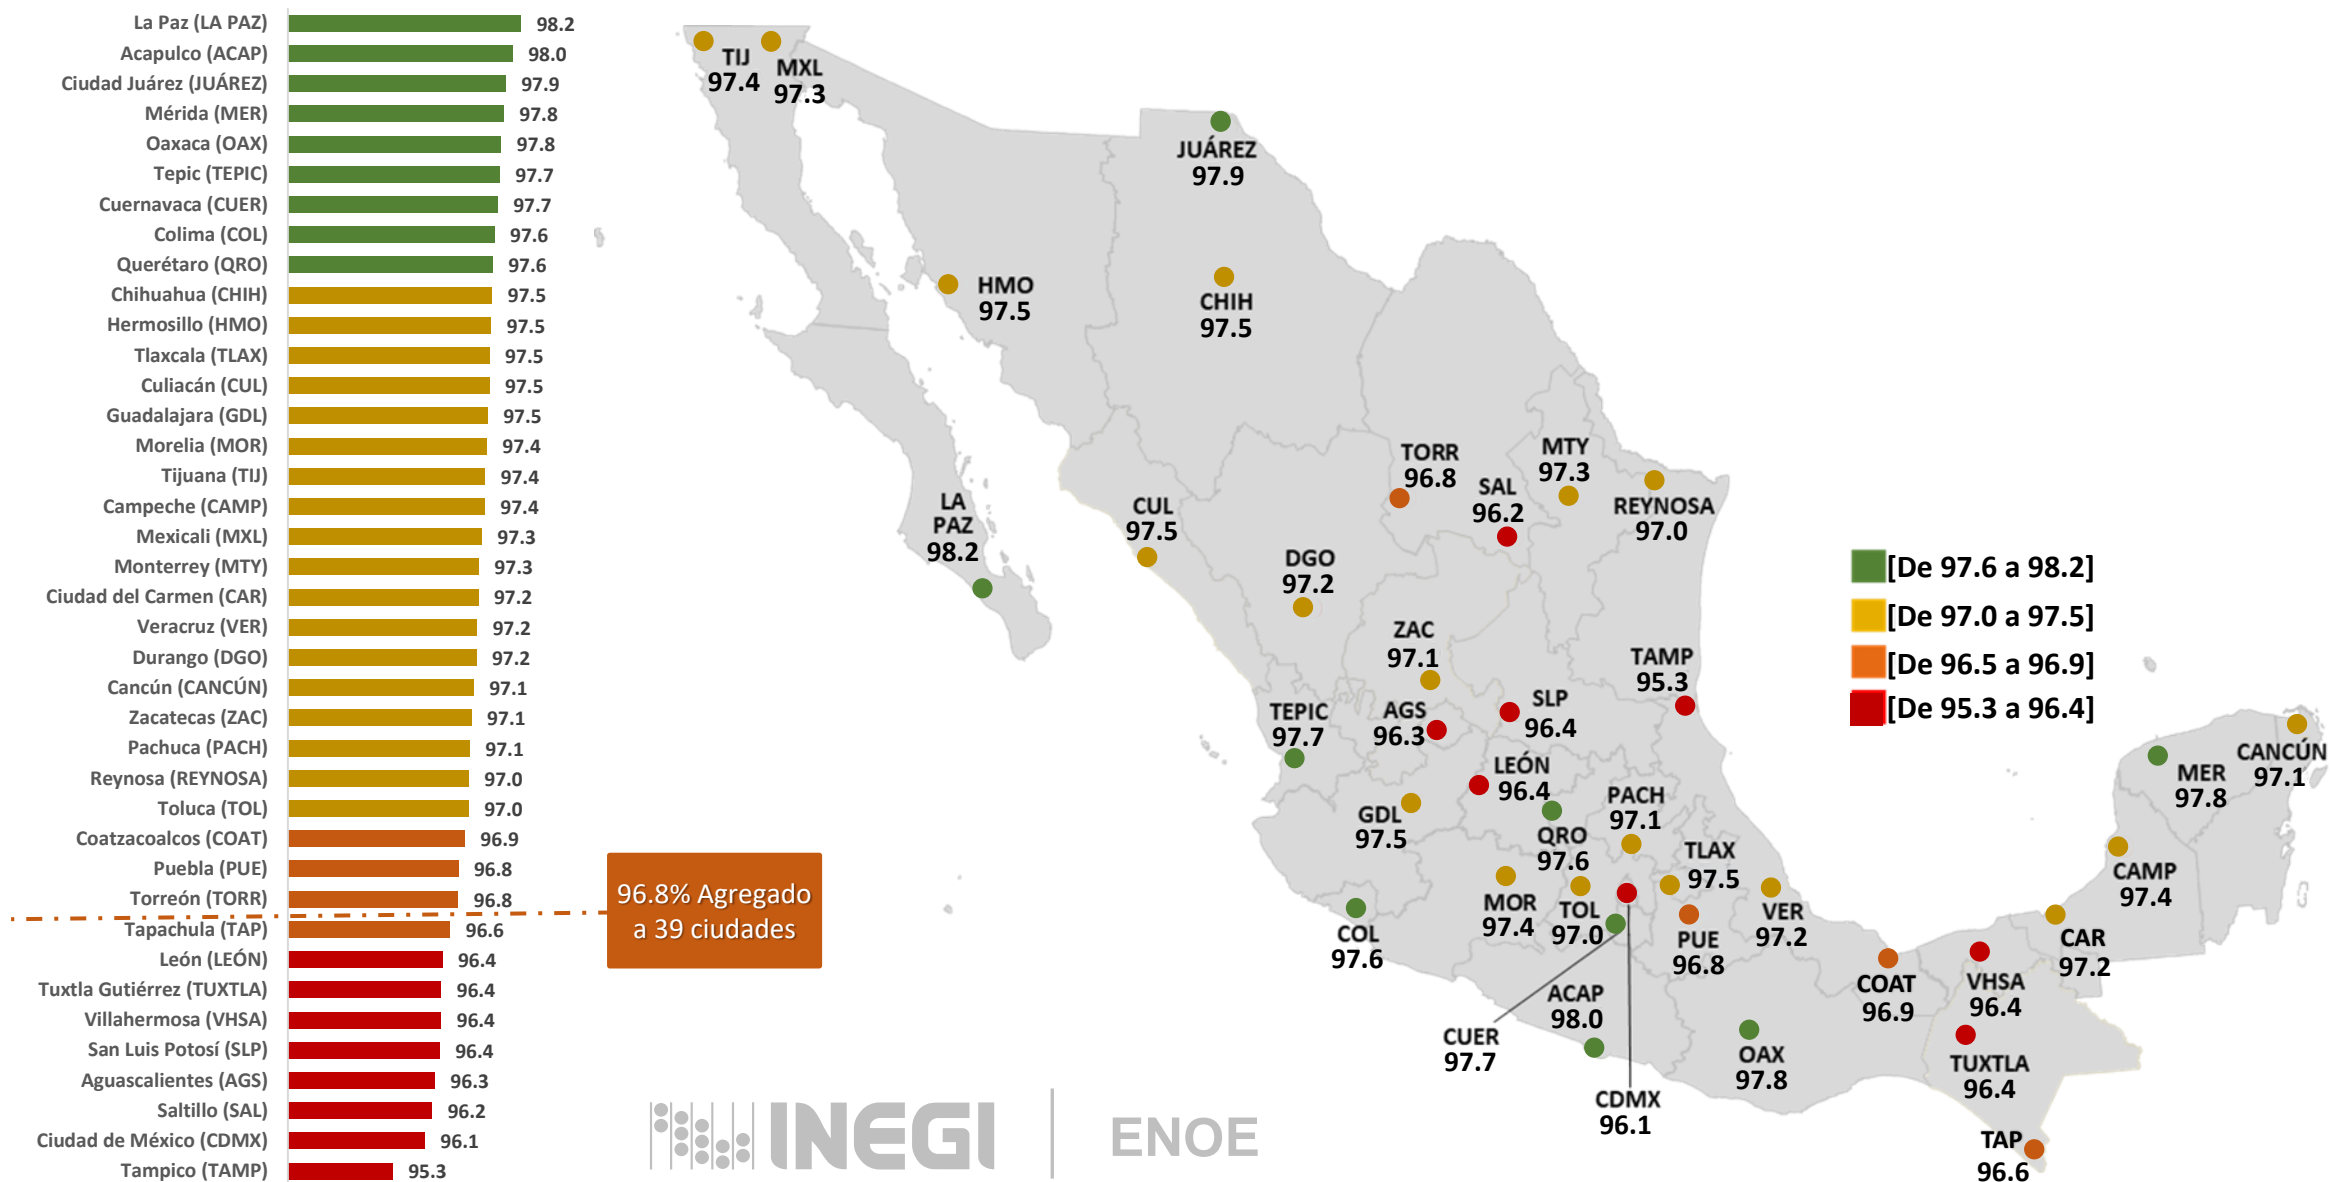 La Paz (LA PAZ) 98.2
Acapulco (ACAP) 98.0
Ciudad Juárez (JUÁREZ) 97.9
Mérida (MER) 97.8
Oaxaca (OAX) 97.8
Tepic (TEPIC) 97.7
Cuernavaca (CUER) 97.7
Colima (COL) 97.6
Querétaro (QRO) 97.6
Chihuahua (CHIH) 97.5
Hermosillo (HMO) 97.5
Tlaxcala (TLAX) 97.5
Culiacán (CUL) 97.5
Guadalajara (GDL) 97.5
Morelia (MOR) 97.4
Tijuana (TIJ) 97.4
Campeche (CAMP) 97.4
Mexicali (MXL) 97.3
Monterrey (MTY) 97.3
Ciudad del Carmen (CAR) 97.2
Veracruz (VER) 97.2
Durango (DGO) 97.2
Cancún (CANCÚN) 97.1
Zacatecas (ZAC) 97.1
Pachuca (PACH) 97.1
Reynosa (REYNOSA) 97.0
Toluca (TOL) 97.0
Coatzacoalcos (COAT) 96.9
Puebla (PUE) 96.8
Torreón (TORR) 96.8
Tapachula (TAP) 96.6
León (LEÓN) 96.4
Tuxtla Gutiérrez (TUXTLA) 96.4
Villahermosa (VHSA) 96.4
San Luis Potosí (SLP) 96.4
Aguascalientes (AGS) 96.3
Saltillo (SAL) 96.2
Ciudad de México (CDMX) 96.1
Tampico (TAMP) 95.3
96.8% Agregado
a 39 ciudades
TIJ
97.4
MXL
97.3
JUÁREZ
97.9
HMO
97.5
CHIH
97.5
LA
PAZ
98.2
CUL
97.5
TORR
96.8
SAL
96.2
MTY
97.3
REYNOSA
97.0
DGO
97.2
ZAC
97.1
TAMP
95.3
TEPIC
97.7
AGS
96.3
SLP
96.4
LEÓN
96.4
GDL
97.5
QRO
97.6
PACH
97.1
TLAX
97.5
COL
97.6
MOR
97.4
TOL
97.0
PUE
96.8
VER
97.2
CUER
97.7
ACAP
98.0
CDMX
96.1
OAX
97.8
COAT
96.9
VHSA
96.4
TUXTLA
96.4
TAP
96.6
CAR
97.2
CAMP
97.4
MER
97.8
CANCÚN
97.1
[De 97.6 a 98.2]
[De 97.0 a 97.5]
[De 96.5 a 96.9]
[De 95.3 a 96.4]
INEGI
ENOE